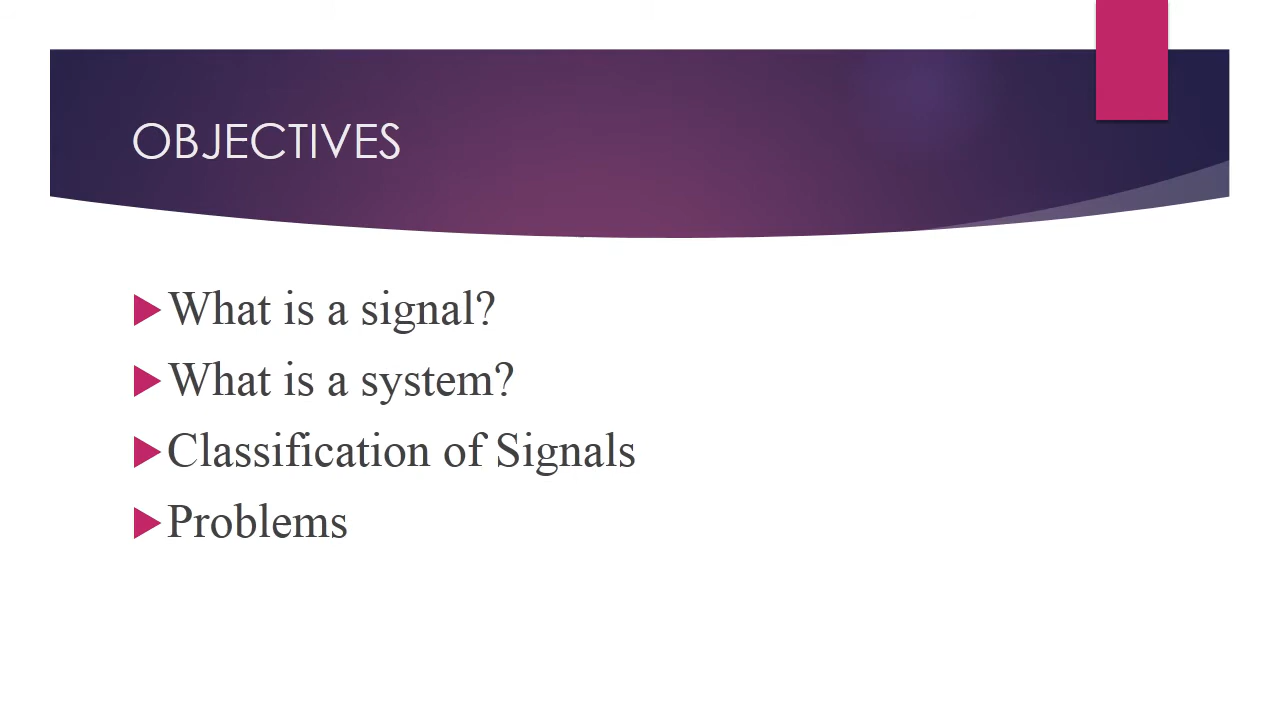 OBJECTIVES
What is a signal?
What is a system?
Classification of Signals
Problems